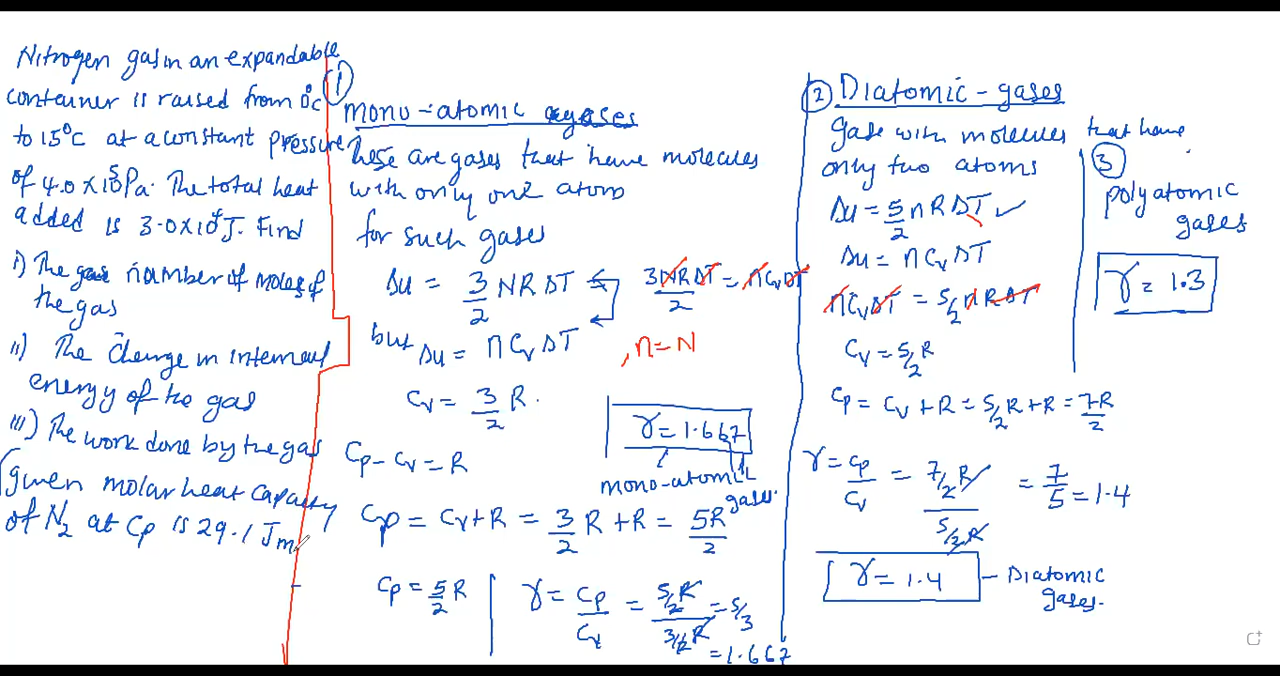 Nitrogen gas in an expandable
container is raised from 0°c
to 15°c at a constant pressure
of 4.0 x 10⁵Pa. The total heat
added is 3.0x10⁴J. Find
i) The gas number of moles of
the gas
ii) The change in internal
energy of the gas
iii) The work done by the gas
(Given molar heat capacity
of N₂ at Cp is 29.1 Jm
①
mono-atomic gases
These are gases that have molecules
with only one atom
for such gases
Δu = 3/2 NRΔT
3NRΔT/2 = nCvΔT
but Δu = nCvΔT
, n=N
Cv = 3/2 R.
γ = 1.667
mono-atomic
gases.
Cp - Cv = R
Cp = Cv+R = 3/2 R + R = 5R/2
Cp = 5/2 R
γ = Cp/Cv = 5/2 R / 3/2 R = 5/3
= 1.667
② Diatomic - gases
gase with molecules that have
only two atoms
Δu = 5/2 nRΔT ✓
Δu = nCvΔT
nCvΔT = 5/2 nRΔT
Cv = 5/2 R
Cp = Cv + R = 5/2 R + R = 7R/2
γ = Cp/Cv = 7/2 R / 5/2 R = 7/5 = 1.4
γ = 1.4 - Diatomic
gases.
③
polyatomic
gases
γ = 1.3